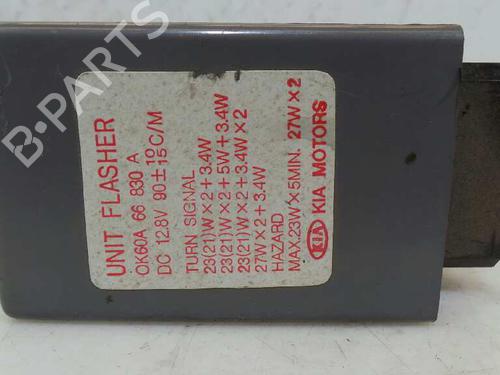 UNIT FLASHER
OK60A 66 830 A
DC 12.8V 90±15C/M
TURN SIGNAL
23(21)W×2+3.4W
23(21)W×2+5W+3.4W
23(21)W×2+3.4W×2
27W×2+3.4W
HAZARD
MAX.23W×5MIN. 27W×2
KIA KIA MOTORS